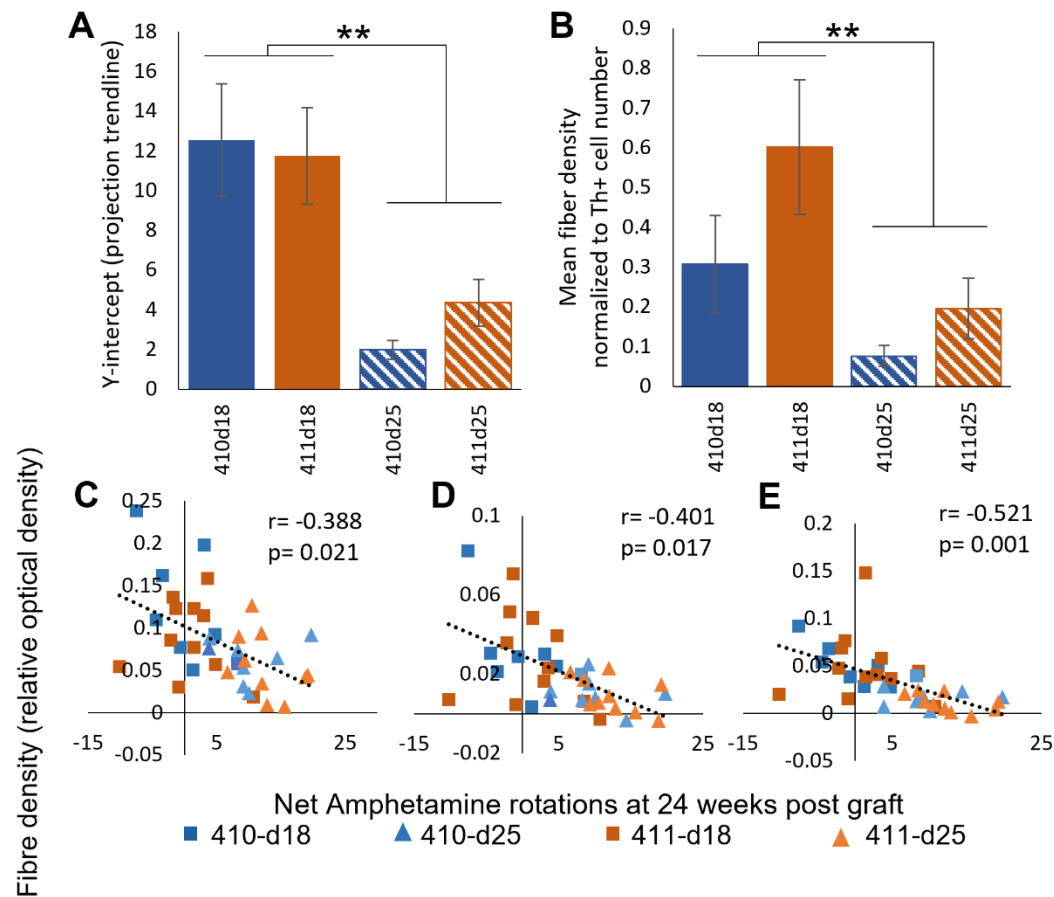 A
Y-intercept (projection trendline)
18
16
14
12
10
8
6
4
2
0
**
410d18
411d18
410d25
411d25
B
Mean fiber density
normalized to Th+ cell number
0.9
0.8
0.7
0.6
0.5
0.4
0.3
0.2
0.1
0
**
410d18
411d18
410d25
411d25
Fibre density (relative optical density)
C
0.25
0.2
0.15
0.1
0.05
0
-0.05
-15
5
25
r= -0.388
p= 0.021
D
0.1
0.06
0.02
-0.02
-15
5
25
r= -0.401
p= 0.017
E
0.2
0.15
0.1
0.05
0
-0.05
-15
5
25
r= -0.521
p= 0.001
Net Amphetamine rotations at 24 weeks post graft
410-d18 410-d25 411-d18 411-d25